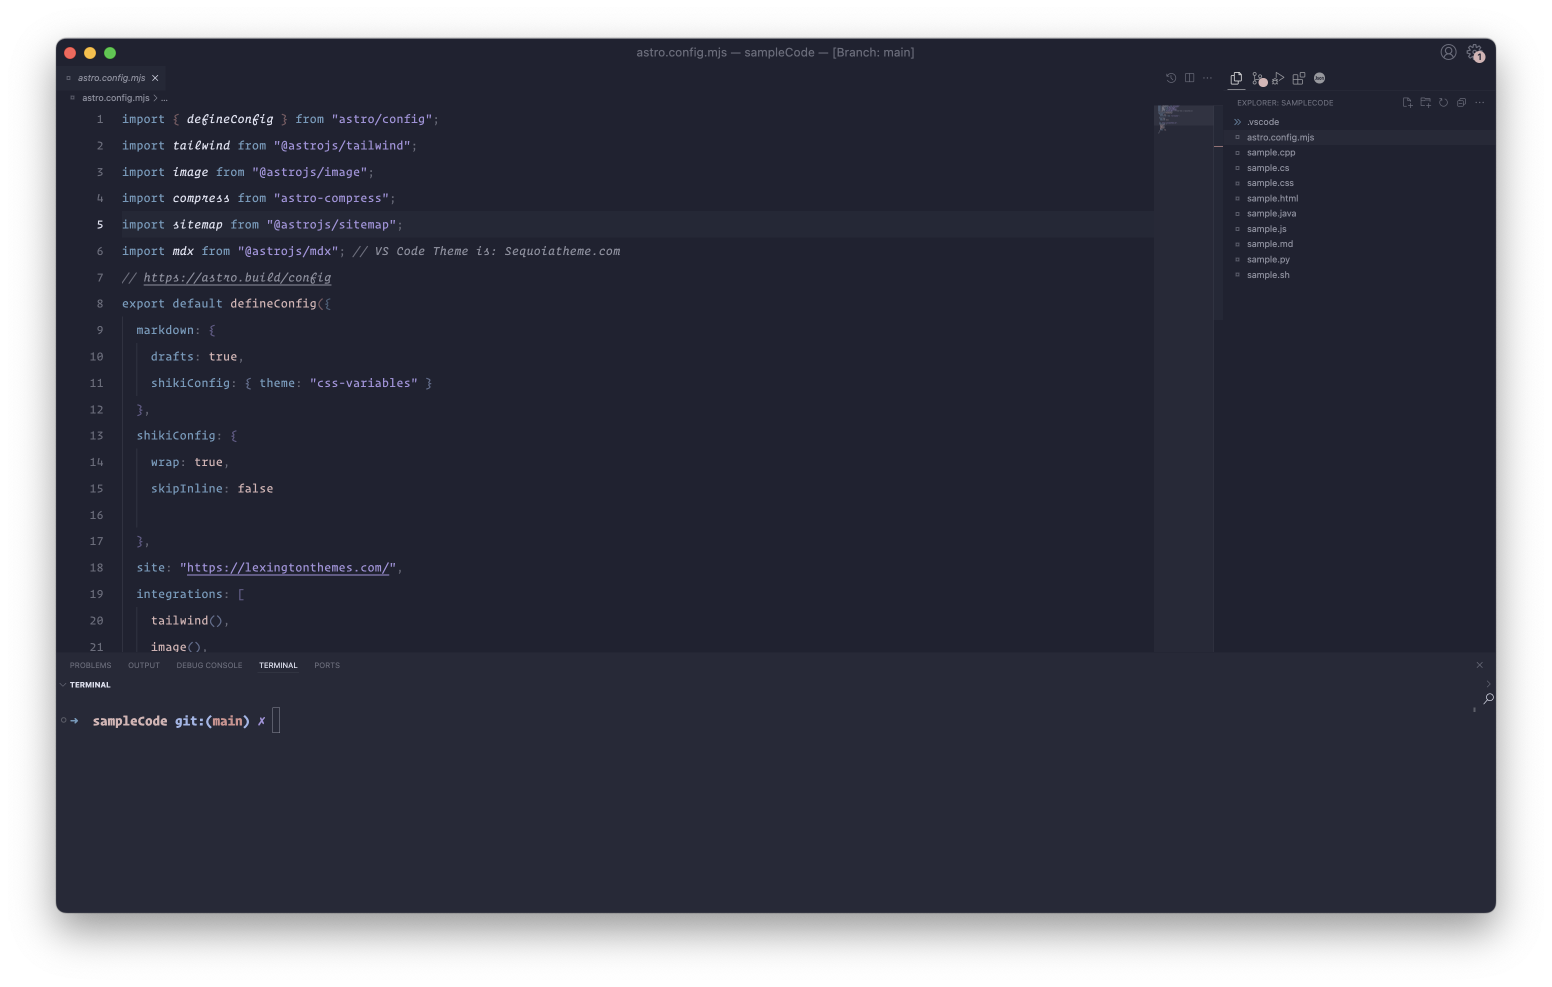 astro.config.mjs — sampleCode — [Branch: main]
1
astro.config.mjs
astro.config.mjs > ...
1 import { defineConfig } from "astro/config";
2 import tailwind from "@astrojs/tailwind";
3 import image from "@astrojs/image";
4 import compress from "astro-compress";
5 import sitemap from "@astrojs/sitemap";
6 import mdx from "@astrojs/mdx"; // VS Code Theme is: Sequoiatheme.com
7 // https://astro.build/config
8 export default defineConfig({
9 markdown: {
10 drafts: true,
11 shikiConfig: { theme: "css-variables" }
12 },
13 shikiConfig: {
14 wrap: true,
15 skipInline: false
16
17 },
18 site: "https://lexingtonthemes.com/",
19 integrations: [
20 tailwind(),
21 image(),
EXPLORER: SAMPLECODE
.vscode
astro.config.mjs
sample.cpp
sample.cs
sample.css
sample.html
sample.java
sample.js
sample.md
sample.py
sample.sh
PROBLEMS OUTPUT DEBUG CONSOLE TERMINAL PORTS
TERMINAL
➜ sampleCode git:(main) ✗